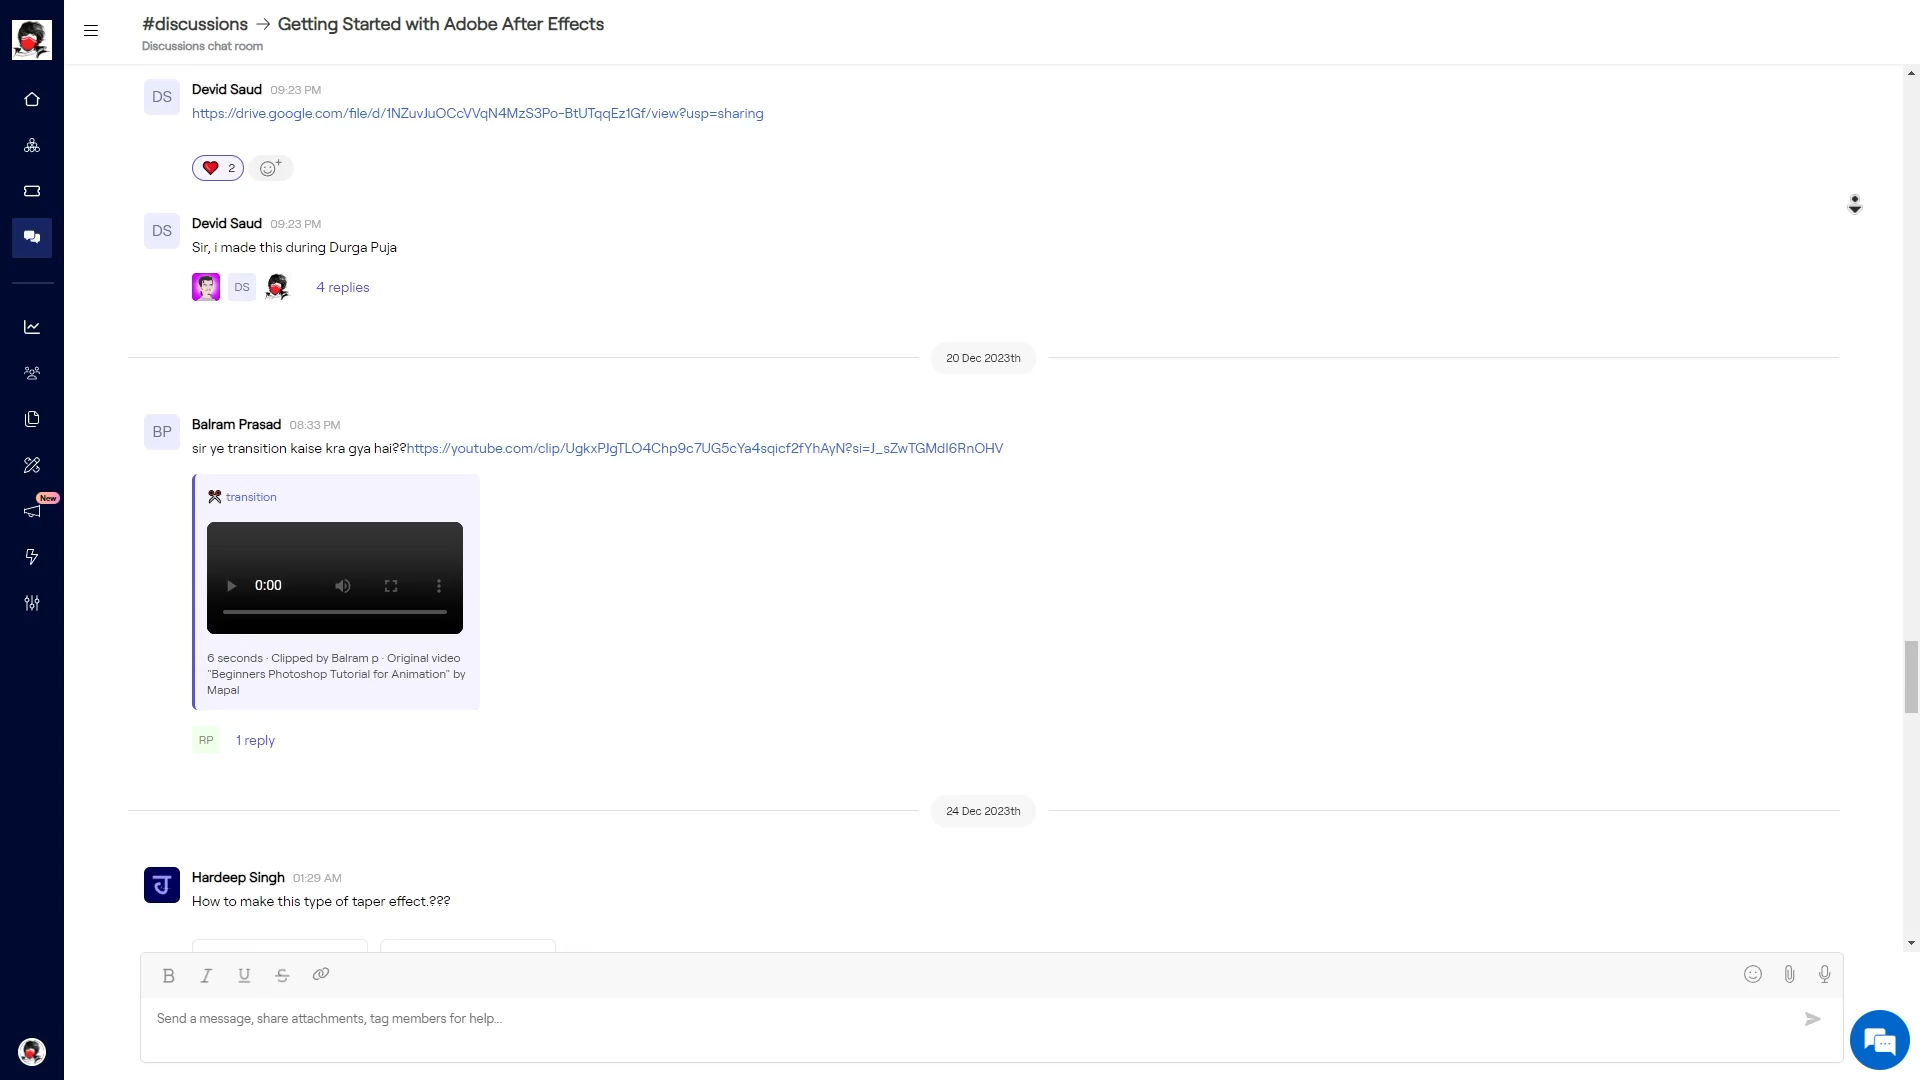 #discussions → Getting Started with Adobe After Effects
Discussions chat room
DS
Devid Saud 09:23 PM
https://drive.google.com/file/d/1NZuvJuOCcVVqN4MzS3Po-BtUTqqEz1Gf/view?usp=sharing
2
DS
Devid Saud 09:23 PM
Sir, i made this during Durga Puja
DS
4 replies
20 Dec 2023th
BP
Balram Prasad 08:33 PM
sir ye transition kaise kra gya hai??https://youtube.com/clip/UgkxPJgTLO4Chp9c7UG5cYa4sqicf2fYhAyN?si=J_sZwTGMdI6RnOHV
transition
0:00
6 seconds · Clipped by Balram p · Original video
"Beginners Photoshop Tutorial for Animation" by
Mapal
RP
1 reply
24 Dec 2023th
ਹ
Hardeep Singh 01:29 AM
How to make this type of taper effect.???
B I U S
Send a message, share attachments, tag members for help...
New